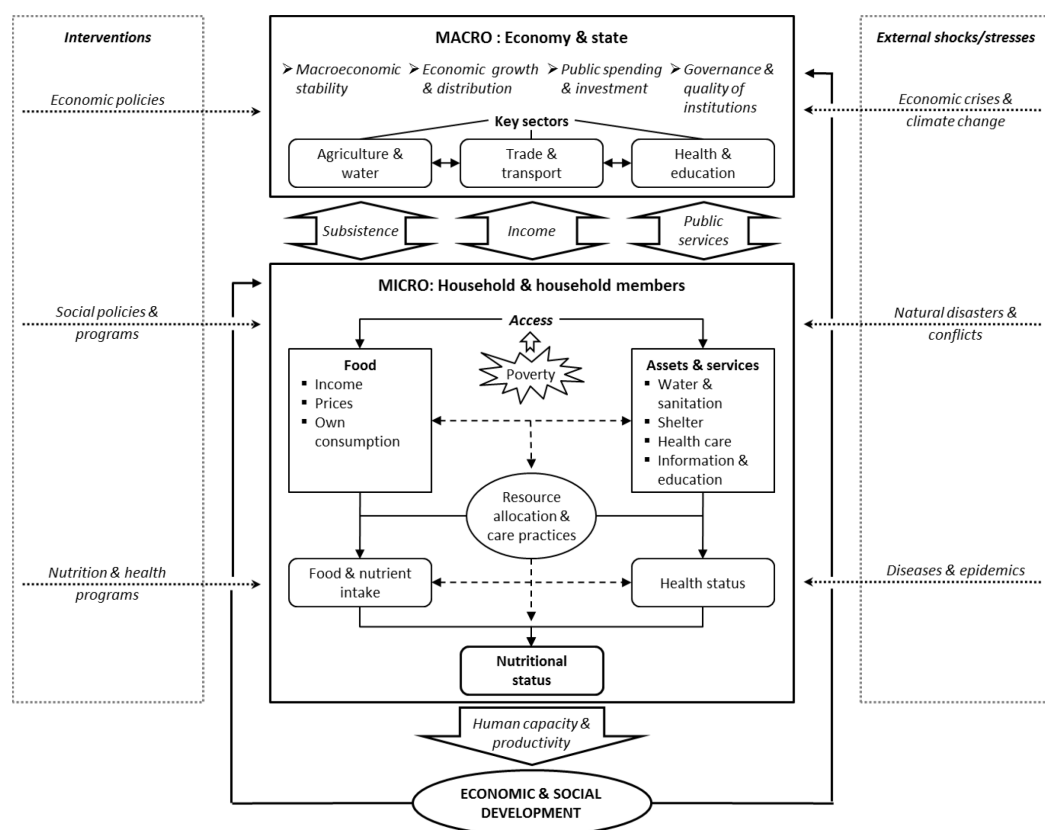 Interventions
MACRO : Economy & state
External shocks/stresses
➢ Macroeconomic
stability
➢ Economic growth
& distribution
➢ Public spending
& investment
➢ Governance &
quality of
institutions
Economic policies
Economic crises &
climate change
Key sectors
Agriculture &
water
Trade &
transport
Health &
education
Subsistence
Income
Public
services
MICRO: Household & household members
Social policies &
programs
Natural disasters &
conflicts
Access
Poverty
Food
▪ Income
▪ Prices
▪ Own
consumption
Assets & services
▪ Water &
sanitation
▪ Shelter
▪ Health care
▪ Information &
education
Resource
allocation &
care practices
Nutrition & health
programs
Food & nutrient
intake
Health status
Diseases & epidemics
Nutritional
status
Human capacity &
productivity
ECONOMIC & SOCIAL
DEVELOPMENT